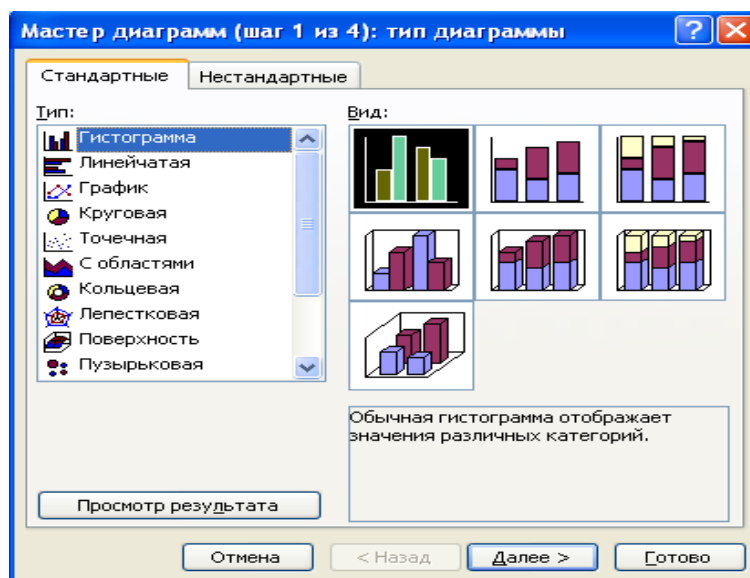 Мастер диаграмм (шаг 1 из 4): тип диаграммы
Стандартные
Нестандартные
Тип:
Гистограмма
Линейчатая
График
Круговая
Точечная
С областями
Кольцевая
Лепестковая
Поверхность
Пузырьковая
Вид:
Обычная гистограмма отображает
значения различных категорий.
Просмотр результата
Отмена
< Назад
Далее >
Готово